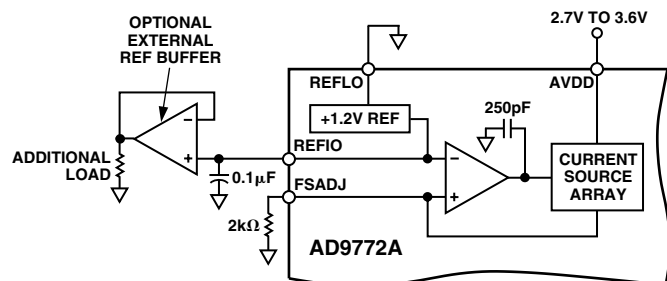 OPTIONAL
EXTERNAL
REF BUFFER
2.7V TO 3.6V
REFLO
AVDD
+1.2V REF
250pF
–
+
REFIO
ADDITIONAL
LOAD
0.1μF
FSADJ
–
+
CURRENT
SOURCE
ARRAY
2kΩ
AD9772A